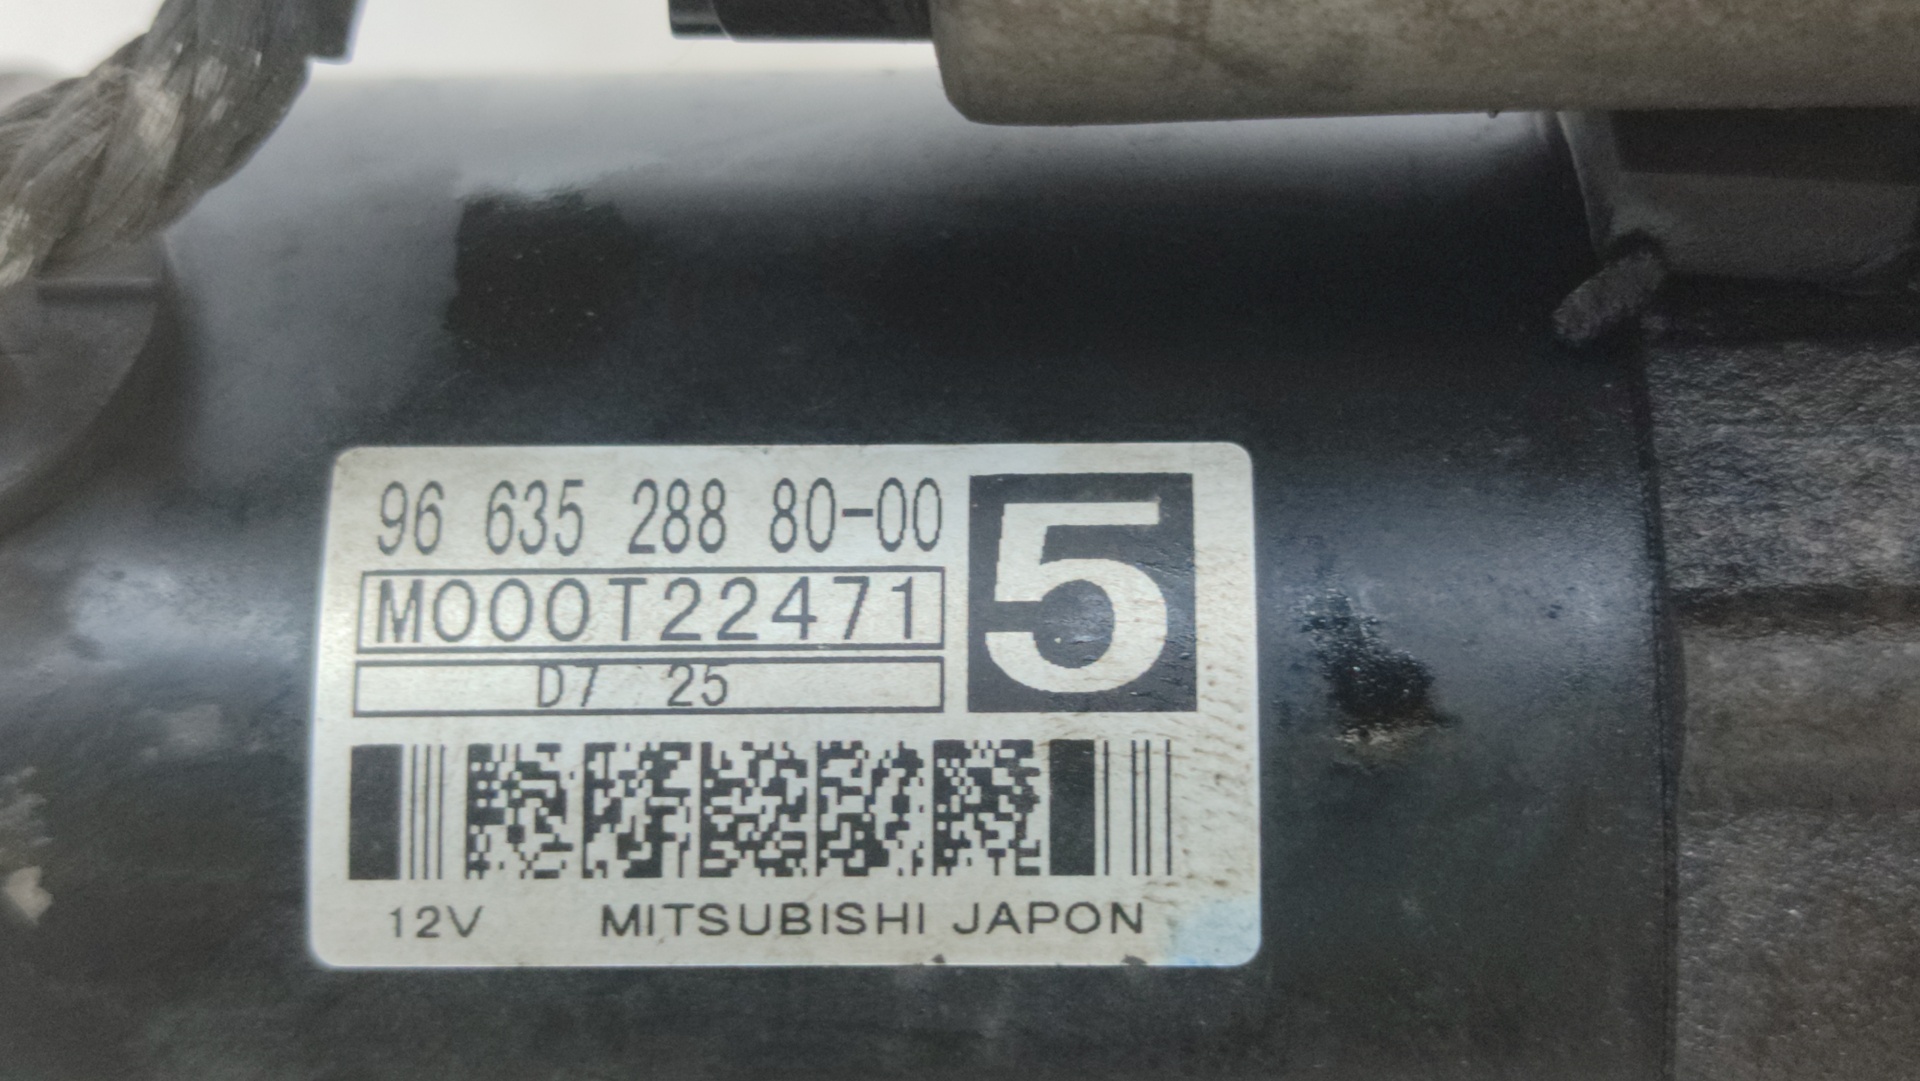 96 635 288 80-00
5
M000T22471
D7 25
12V MITSUBISHI JAPON